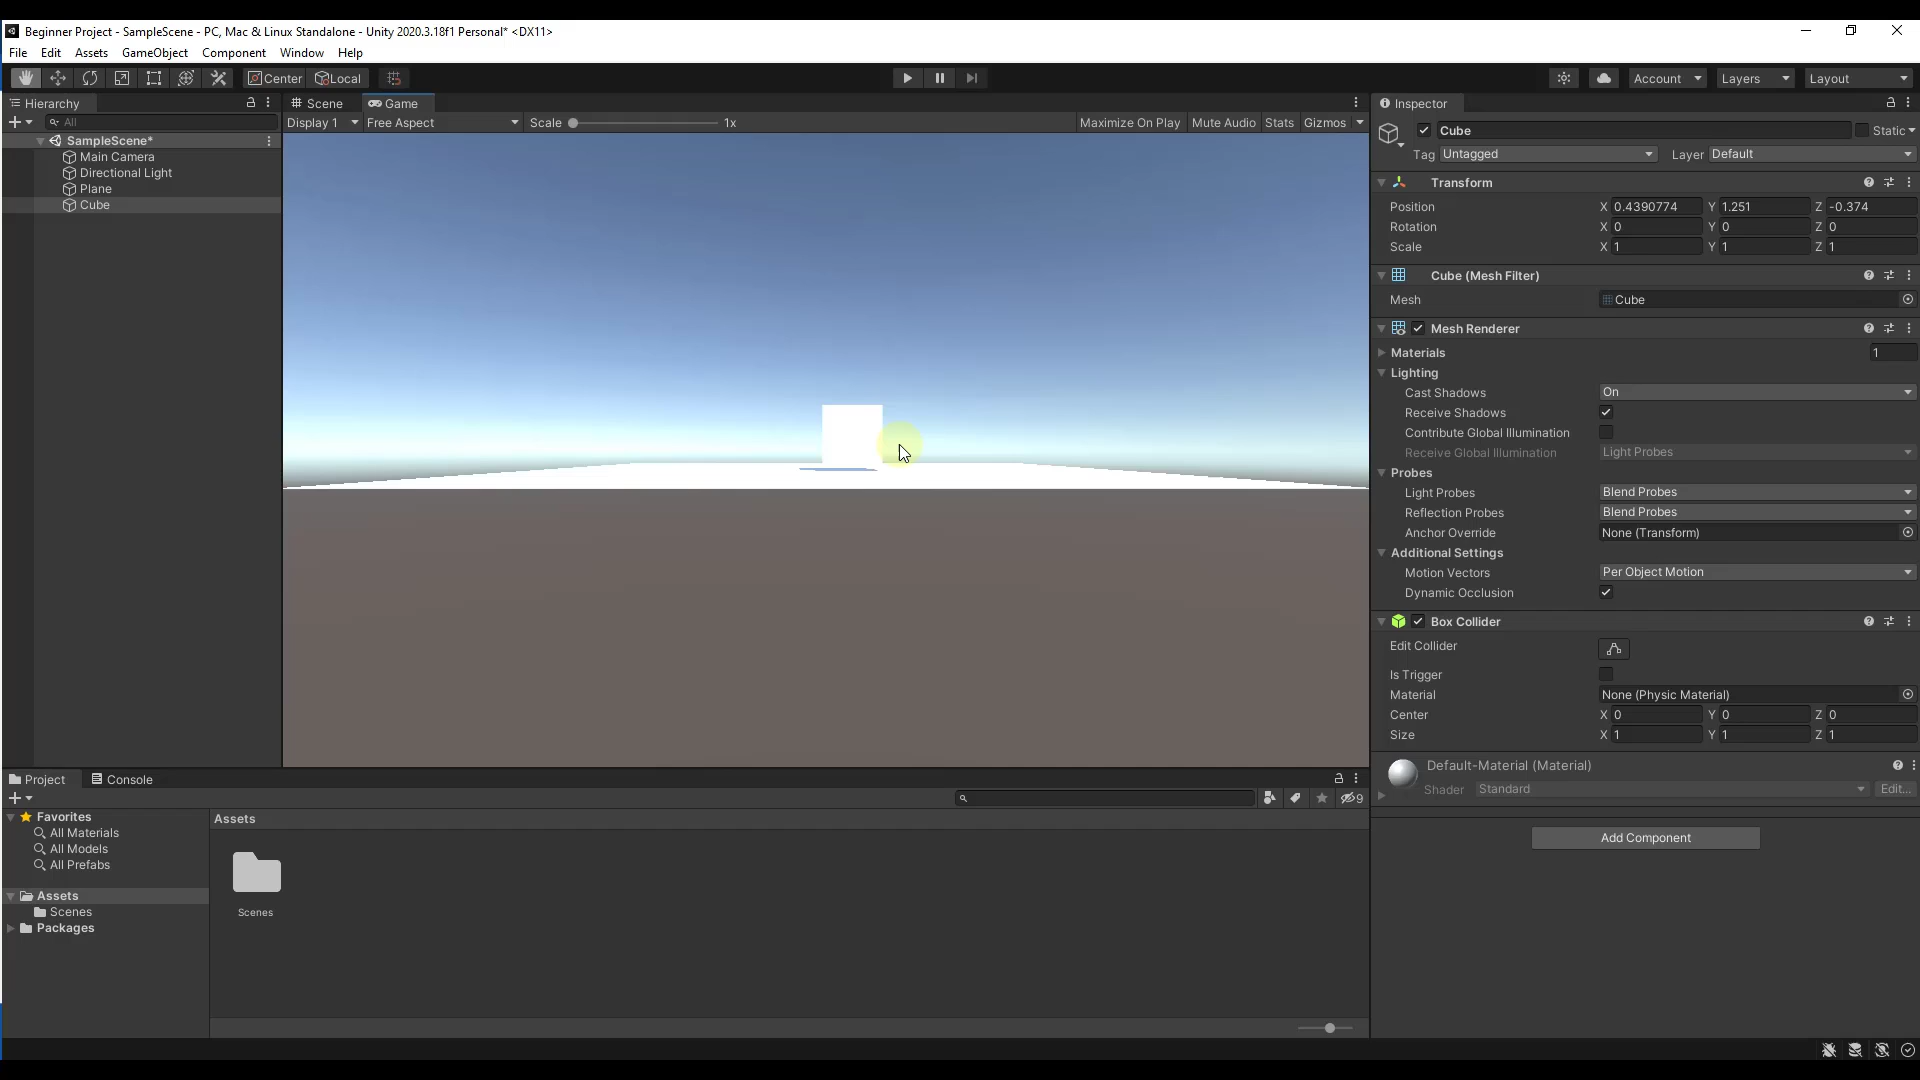 Beginner Project - SampleScene - PC, Mac & Linux Standalone - Unity 2020.3.18f1 Personal* <DX11>
File Edit Assets GameObject Component Window Help
Center Local Account Layers Layout
Hierarchy
All
SampleScene*
Main Camera
Directional Light
Plane
Cube
Scene Game
Display 1 Free Aspect Scale 1x Maximize On Play Mute Audio Stats Gizmos
Inspector
Cube Static
Tag Untagged Layer Default
Transform
Position X 0.4390774 Y 1.251 Z -0.374
Rotation X 0 Y 0 Z 0
Scale X 1 Y 1 Z 1
Cube (Mesh Filter)
Mesh Cube
Mesh Renderer
Materials 1
Lighting
Cast Shadows On
Receive Shadows
Contribute Global Illumination
Receive Global Illumination Light Probes
Probes
Light Probes Blend Probes
Reflection Probes Blend Probes
Anchor Override None (Transform)
Additional Settings
Motion Vectors Per Object Motion
Dynamic Occlusion
Box Collider
Edit Collider
Is Trigger
Material None (Physic Material)
Center X 0 Y 0 Z 0
Size X 1 Y 1 Z 1
Default-Material (Material)
Shader Standard Edit...
Add Component
Project Console
9
Favorites
All Materials
All Models
All Prefabs
Assets
Scenes
Packages
Assets
Scenes